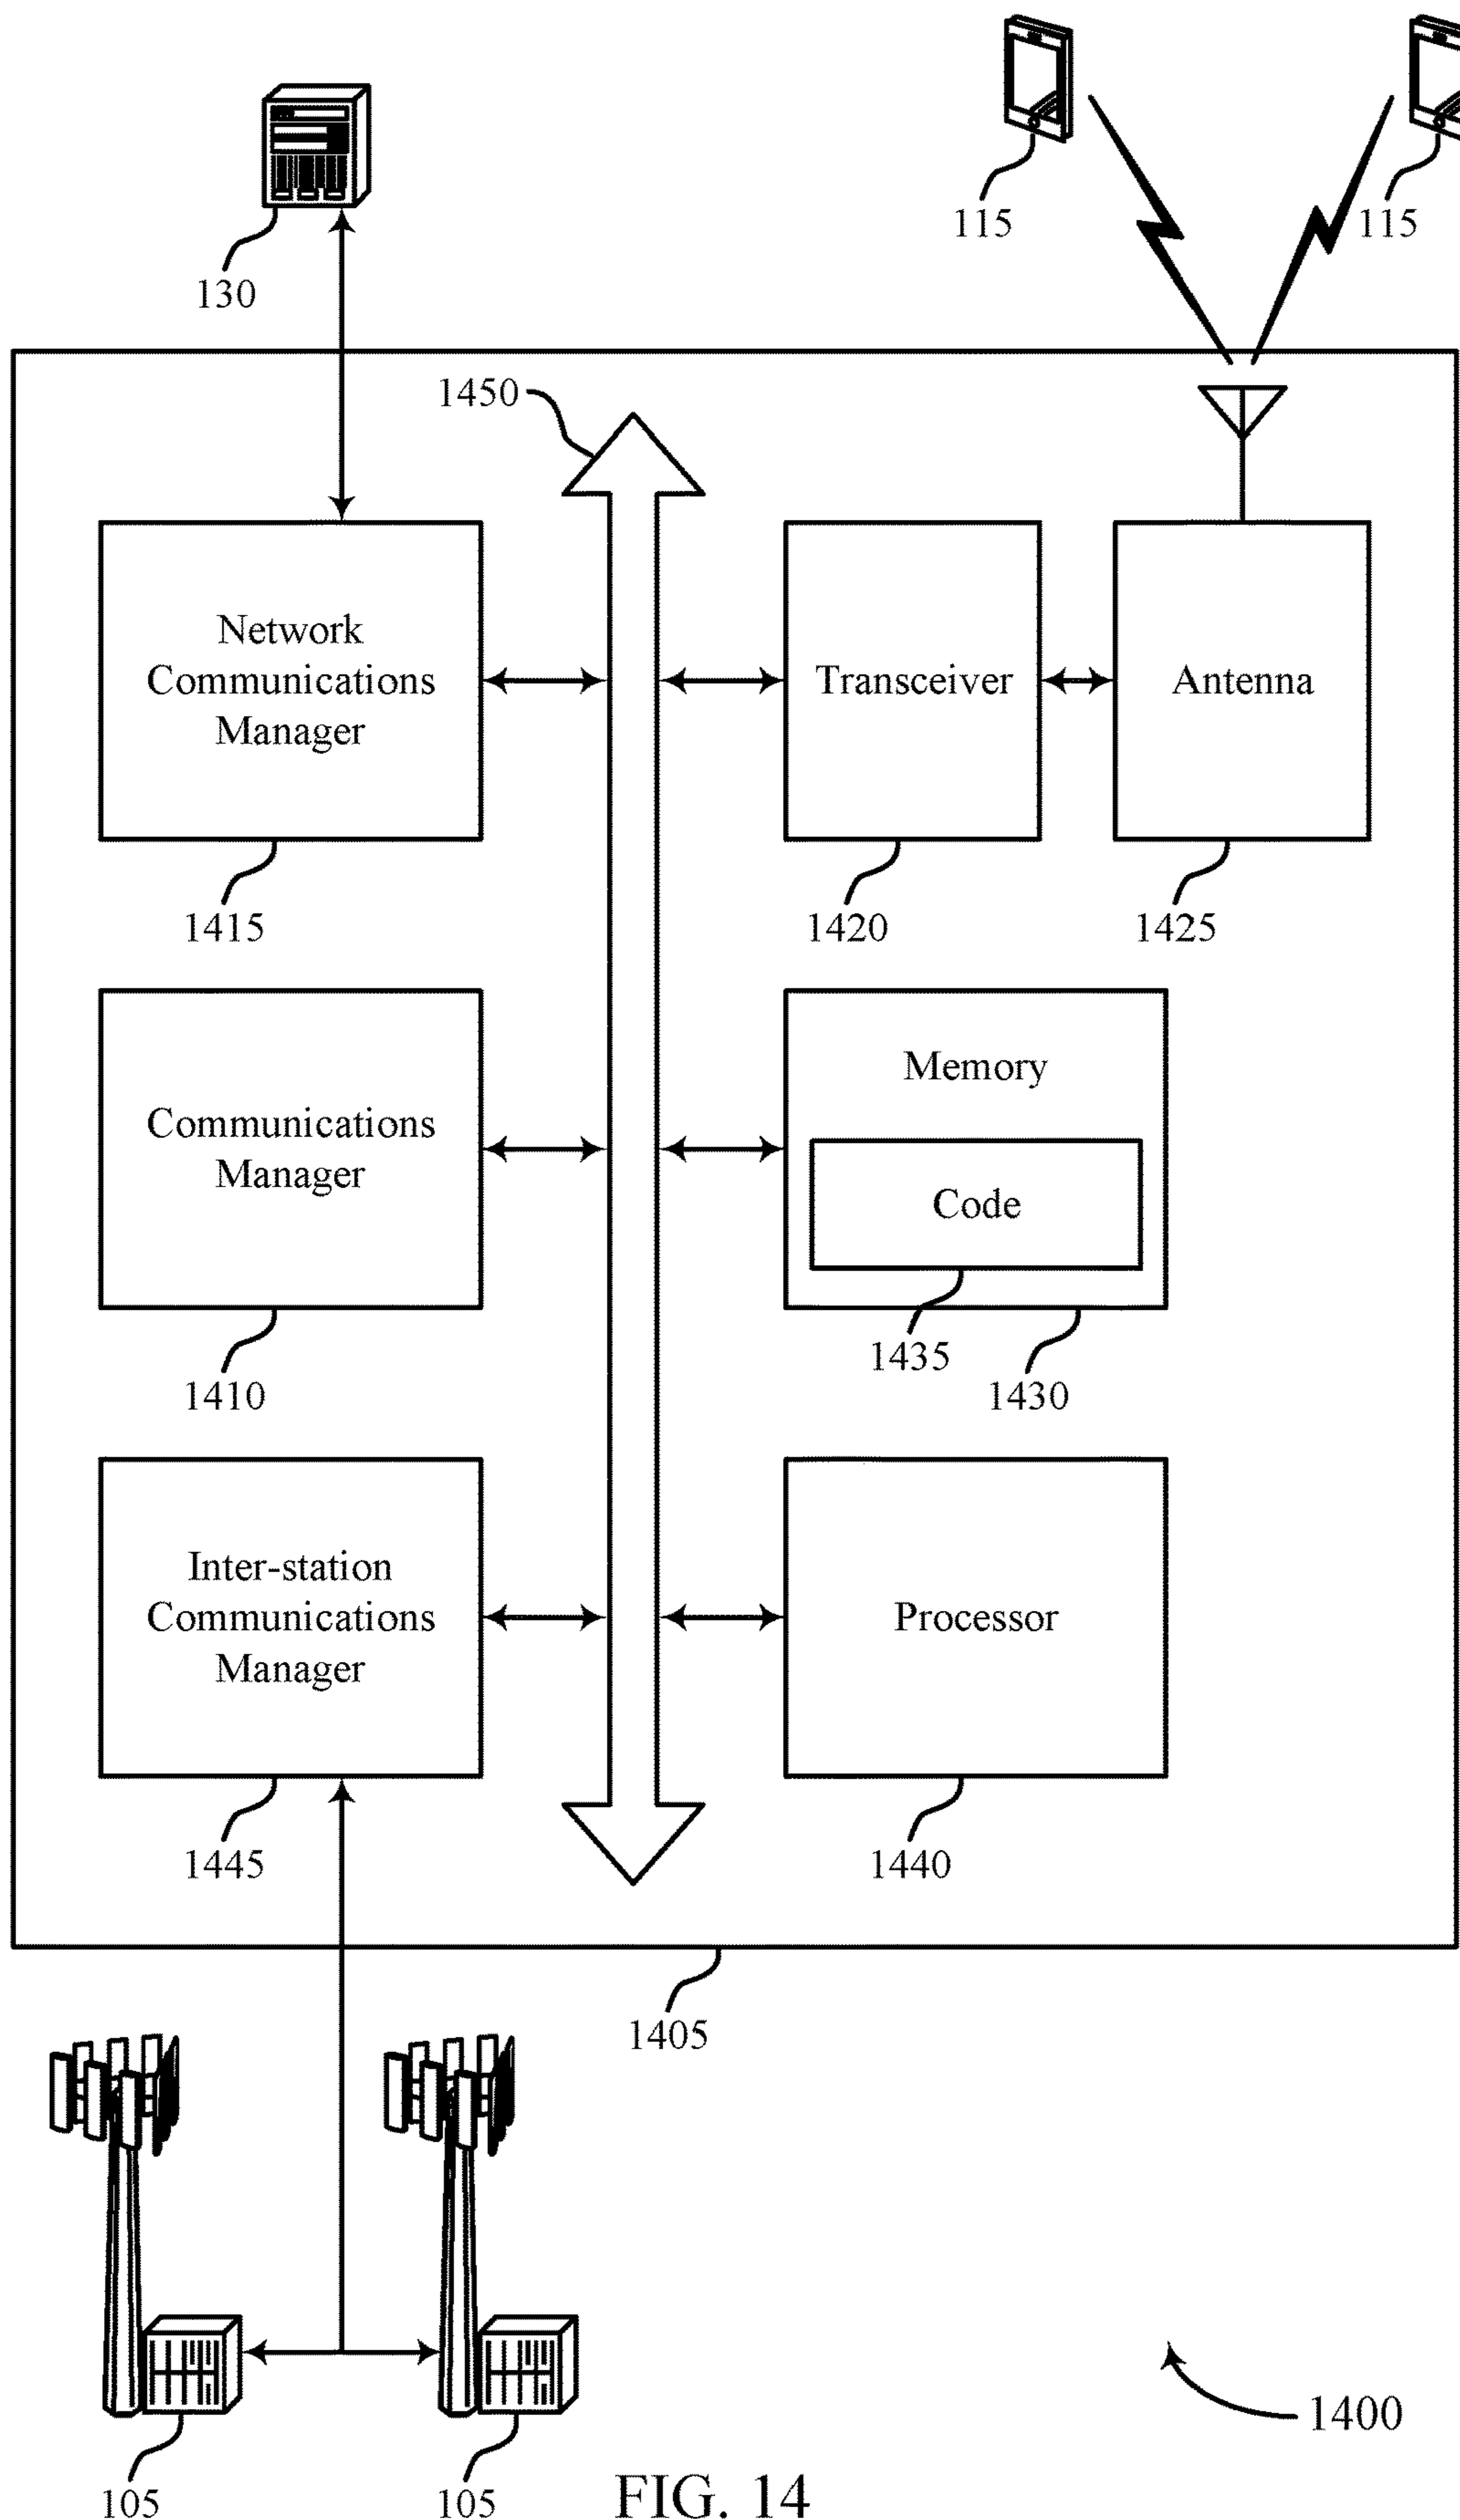 115
115
130
1450
Network
Communications
Manager
Transceiver
Antenna
1415
1420
1425
Communications
Manager
Memory
Code
1435
1430
1410
Inter-station
Communications
Manager
Processor
1445
1440
1405
1400
105
105
FIG. 14